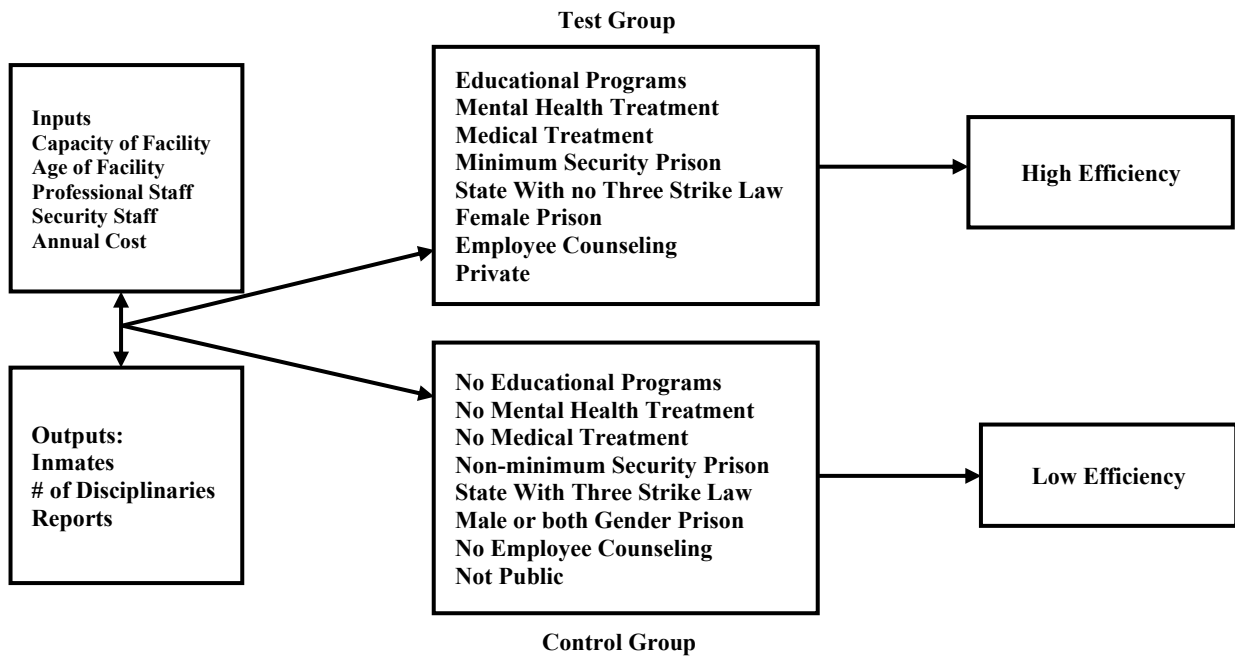 Test Group
Inputs
Capacity of Facility
Age of Facility
Professional Staff
Security Staff
Annual Cost
Outputs:
Inmates
# of Disciplinaries
Reports
Educational Programs
Mental Health Treatment
Medical Treatment
Minimum Security Prison
State With no Three Strike Law
Female Prison
Employee Counseling
Private
No Educational Programs
No Mental Health Treatment
No Medical Treatment
Non-minimum Security Prison
State With Three Strike Law
Male or both Gender Prison
No Employee Counseling
Not Public
Control Group
High Efficiency
Low Efficiency